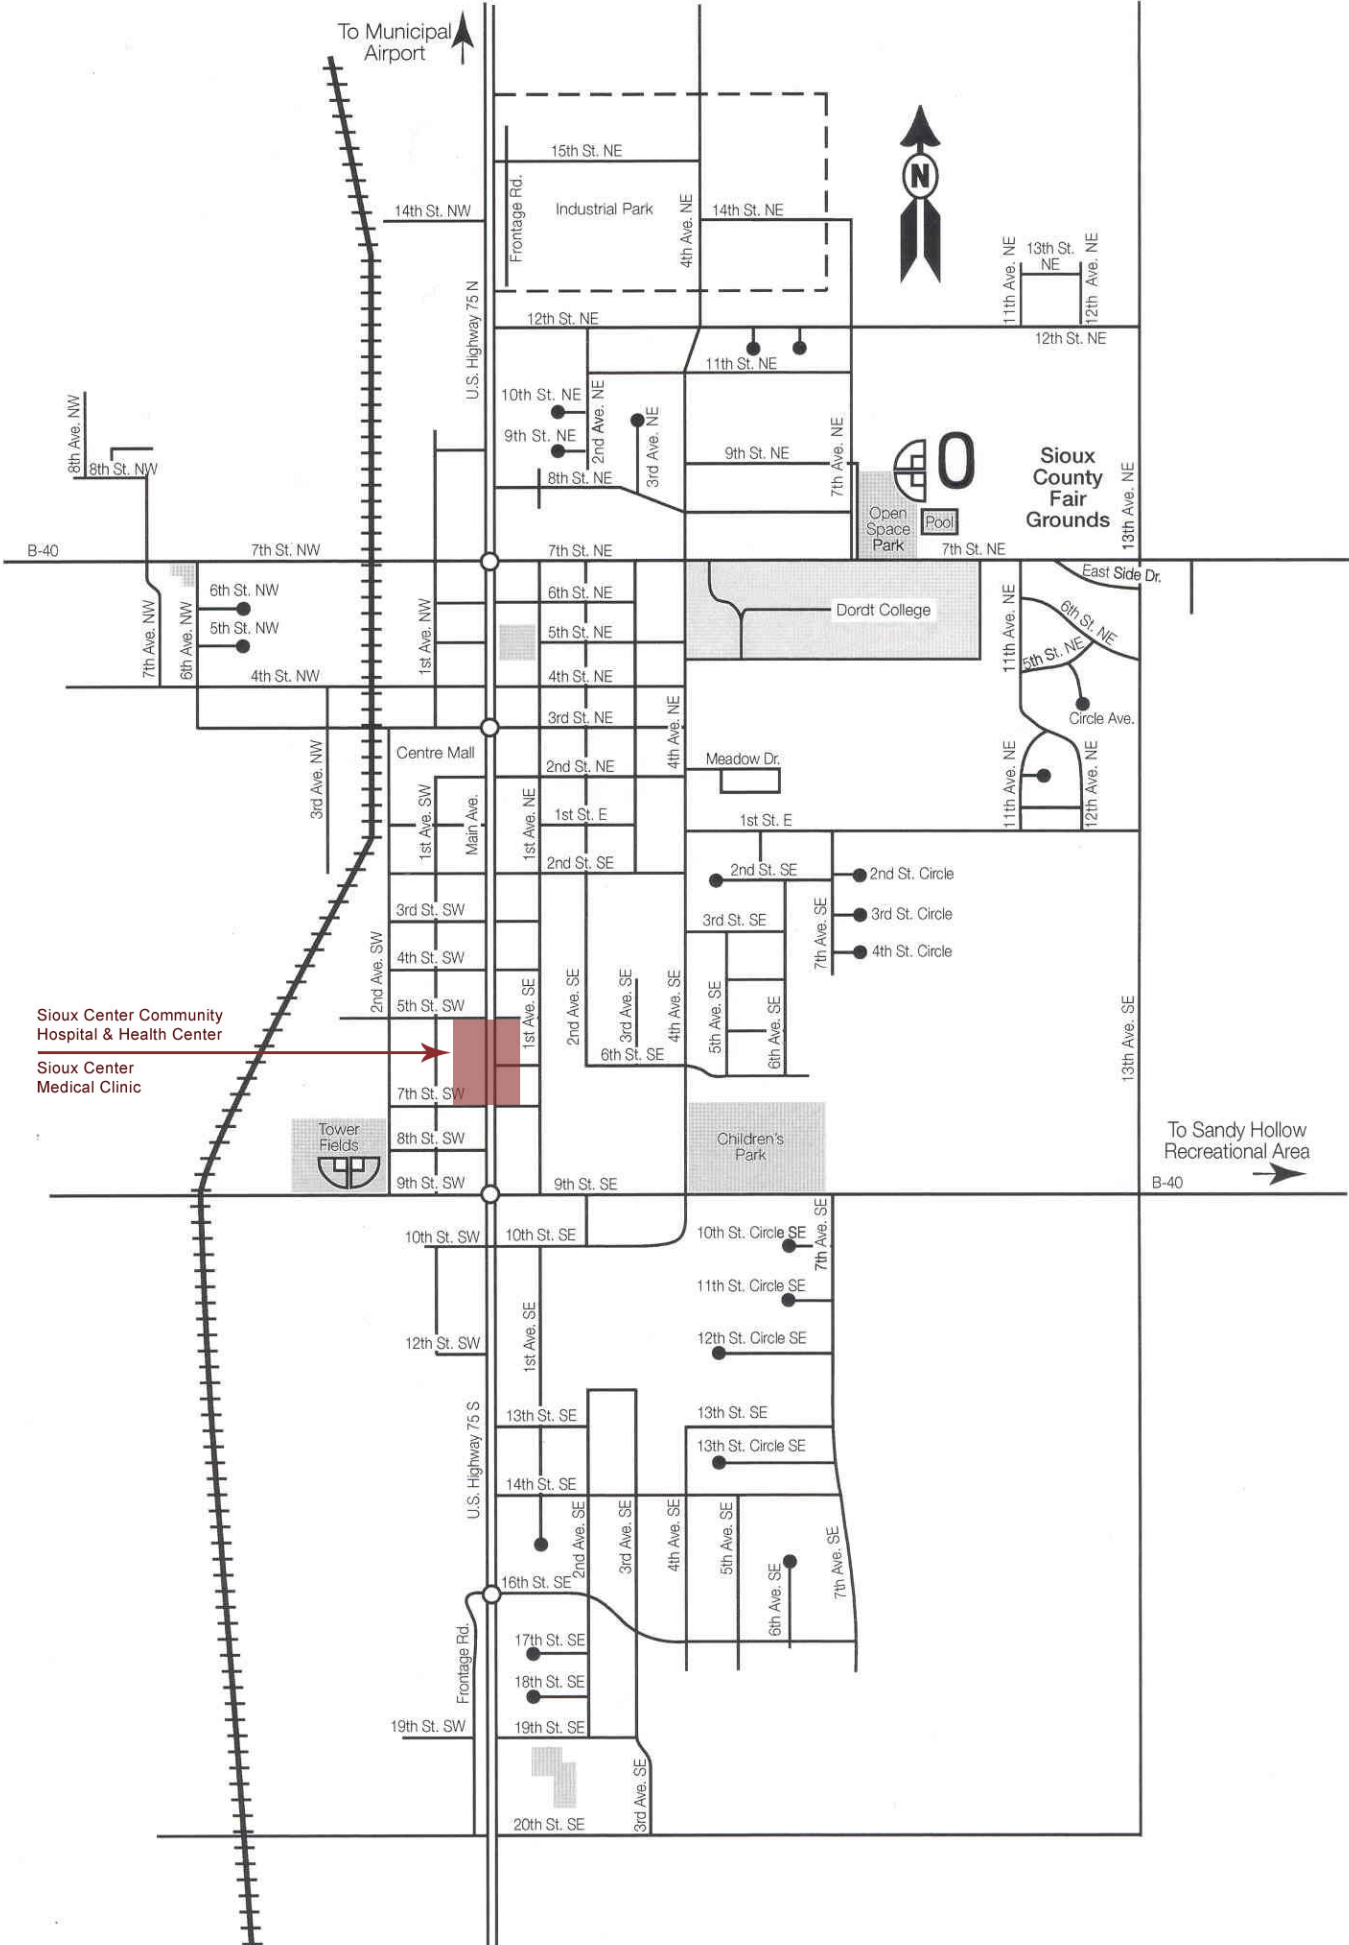 To Municipal
Airport
15th St. NE
Frontage Rd.
Industrial Park
4th Ave. NE
14th St. NW
14th St. NE
N
11th Ave. NE
13th St.
NE
12th Ave. NE
U.S. Highway 75 N
12th St. NE
12th St. NE
11th St. NE
10th St. NE
2nd Ave. NE
9th St. NE
3rd Ave. NE
7th Ave. NE
9th St. NE
8th Ave. NW
8th St. NW
8th St. NE
Sioux
County
Fair
Grounds
13th Ave. NE
Open
Space
Park
Pool
B-40
7th St. NW
7th St. NE
7th St. NE
East Side Dr.
6th St. NW
5th St. NW
7th Ave. NW
6th Ave. NW
1st Ave. NW
6th St. NE
5th St. NE
Dordt College
11th Ave. NE
6th St. NE
5th St. NE
4th St. NW
4th St. NE
3rd St. NE
4th Ave. NE
Circle Ave.
3rd Ave. NW
Centre Mall
2nd St. NE
Meadow Dr.
11th Ave. NE
12th Ave. NE
1st Ave. SW
Main Ave.
1st Ave. NE
1st St. E
1st St. E
2nd St. SE
2nd St. SE
2nd St. Circle
3rd St. SW
3rd St. SE
7th Ave. SE
3rd St. Circle
4th St. SW
4th St. Circle
2nd Ave. SW
5th St. SW
1st Ave. SE
2nd Ave. SE
3rd Ave. SE
4th Ave. SE
5th Ave. SE
6th Ave. SE
13th Ave. SE
Sioux Center Community
Hospital & Health Center
Sioux Center
Medical Clinic
6th St. SE
7th St. SW
Tower
Fields
8th St. SW
Children's
Park
To Sandy Hollow
Recreational Area
9th St. SW
9th St. SE
B-40
10th St. SW
10th St. SE
10th St. Circle SE
7th Ave. SE
11th St. Circle SE
1st Ave. SE
12th St. SW
12th St. Circle SE
U.S. Highway 75 S
13th St. SE
13th St. SE
13th St. Circle SE
14th St. SE
2nd Ave. SE
3rd Ave. SE
4th Ave. SE
5th Ave. SE
6th Ave. SE
7th Ave. SE
16th St. SE
Frontage Rd.
17th St. SE
18th St. SE
19th St. SW
19th St. SE
3rd Ave. SE
20th St. SE